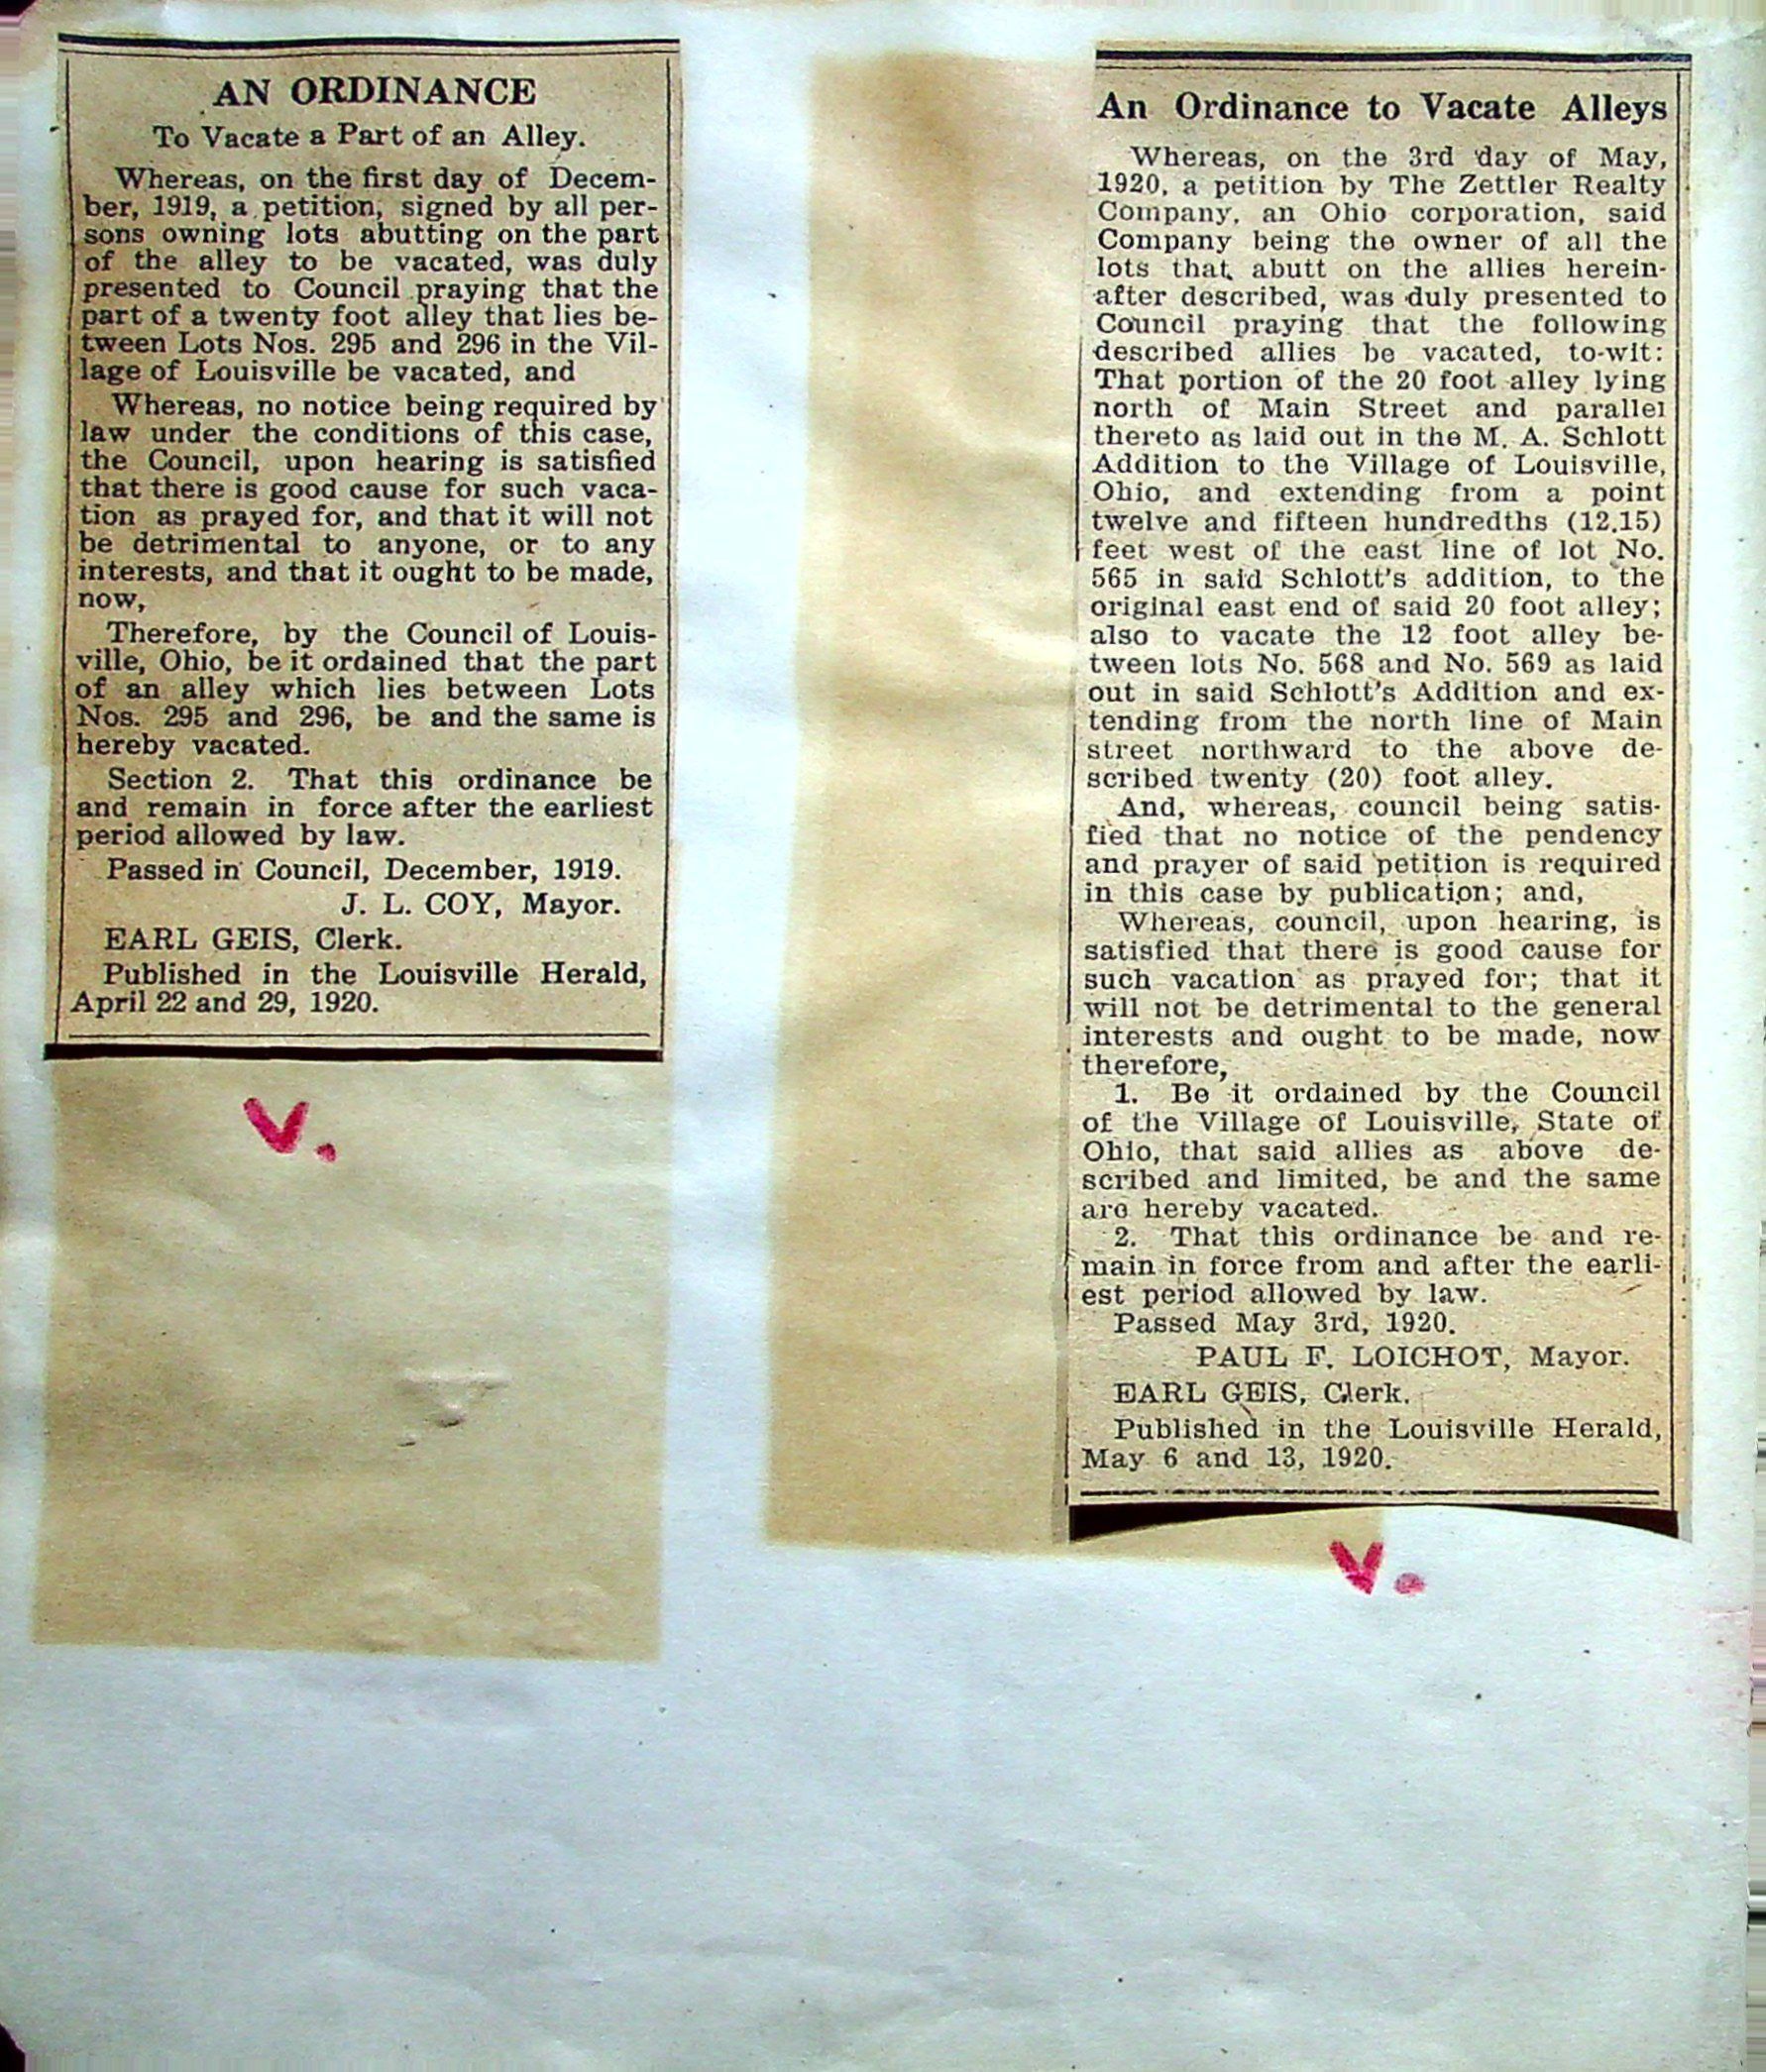 AN ORDINANCE
To Vacate a Part of an Alley.
Whereas, on the first day of Decem-
ber, 1919, a petition, signed by all per-
sons owning lots abutting on the part
of the alley to be vacated, was duly
presented to Council praying that the
part of a twenty foot alley that lies be-
tween Lots Nos. 295 and 296 in the Vil-
lage of Louisville be vacated, and
Whereas, no notice being required by
law under the conditions of this case,
the Council, upon hearing is satisfied
that there is good cause for such vaca-
tion as prayed for, and that it will not
be detrimental to anyone, or to any
interests, and that it ought to be made,
now,
Therefore, by the Council of Louis-
ville, Ohio, be it ordained that the part
of an alley which lies between Lots
Nos. 295 and 296, be and the same is
hereby vacated.
Section 2. That this ordinance be
and remain in force after the earliest
period allowed by law.
Passed in Council, December, 1919.
J. L. COY, Mayor.
EARL GEIS, Clerk.
Published in the Louisville Herald,
April 22 and 29, 1920.
V.
An Ordinance to Vacate Alleys
Whereas, on the 3rd day of May,
1920, a petition by The Zettler Realty
Company, an Ohio corporation, said
Company being the owner of all the
lots that abutt on the allies herein-
after described, was duly presented to
Council praying that the following
described allies be vacated, to-wit:
That portion of the 20 foot alley lying
north of Main Street and parallel
thereto as laid out in the M. A. Schlott
Addition to the Village of Louisville,
Ohio, and extending from a point
twelve and fifteen hundredths (12.15)
feet west of the east line of lot No.
565 in said Schlott's addition, to the
original east end of said 20 foot alley;
also to vacate the 12 foot alley be-
tween lots No. 568 and No. 569 as laid
out in said Schlott's Addition and ex-
tending from the north line of Main
street northward to the above de-
scribed twenty (20) foot alley.
And, whereas, council being satis-
fied that no notice of the pendency
and prayer of said petition is required
in this case by publication; and,
Whereas, council, upon hearing, is
satisfied that there is good cause for
such vacation as prayed for; that it
will not be detrimental to the general
interests and ought to be made, now
therefore,
1. Be it ordained by the Council
of the Village of Louisville, State of
Ohio, that said allies as above de-
scribed and limited, be and the same
are hereby vacated.
2. That this ordinance be and re-
main in force from and after the earli-
est period allowed by law.
Passed May 3rd, 1920.
PAUL F. LOICHOT, Mayor.
EARL GEIS, Clerk.
Published in the Louisville Herald,
May 6 and 13, 1920.
V.